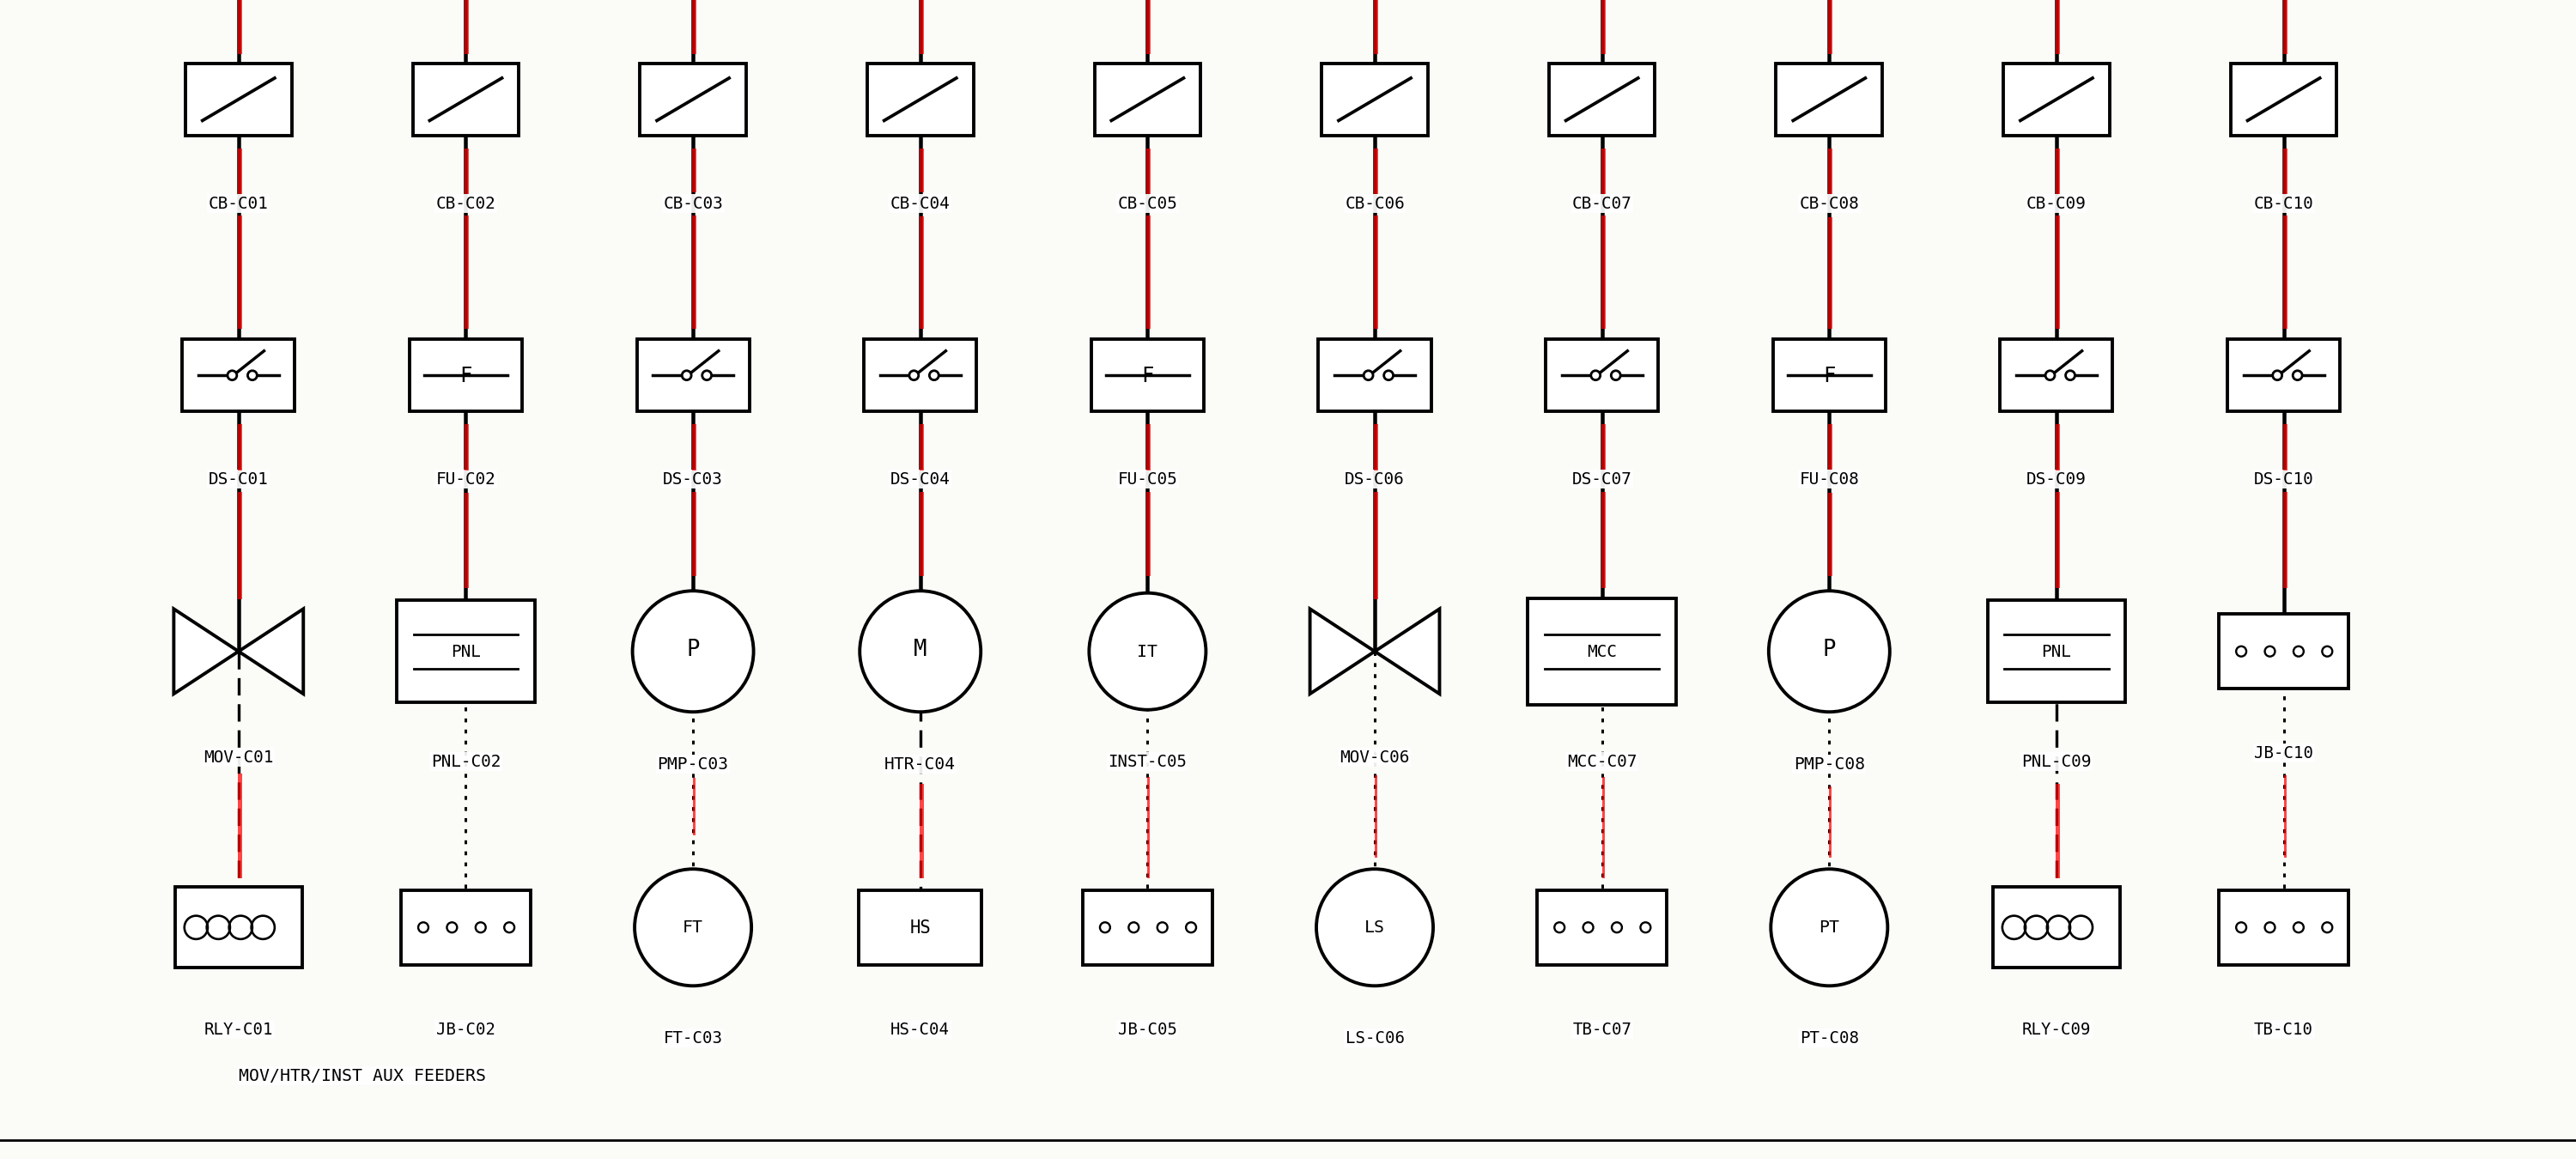 CB-C01 CB-C02 CB-C03 CB-C04 CB-C05 CB-C06 CB-C07 CB-C08 CB-C09 CB-C10
F F F
DS-C01 FU-C02 DS-C03 DS-C04 FU-C05 DS-C06 DS-C07 FU-C08 DS-C09 DS-C10
PNL P M IT MCC P PNL
MOV-C01 PNL-C02 PMP-C03 HTR-C04 INST-C05 MOV-C06 MCC-C07 PMP-C08 PNL-C09 JB-C10
FT HS LS PT
RLY-C01 JB-C02 FT-C03 HS-C04 JB-C05 LS-C06 TB-C07 PT-C08 RLY-C09 TB-C10
MOV/HTR/INST AUX FEEDERS